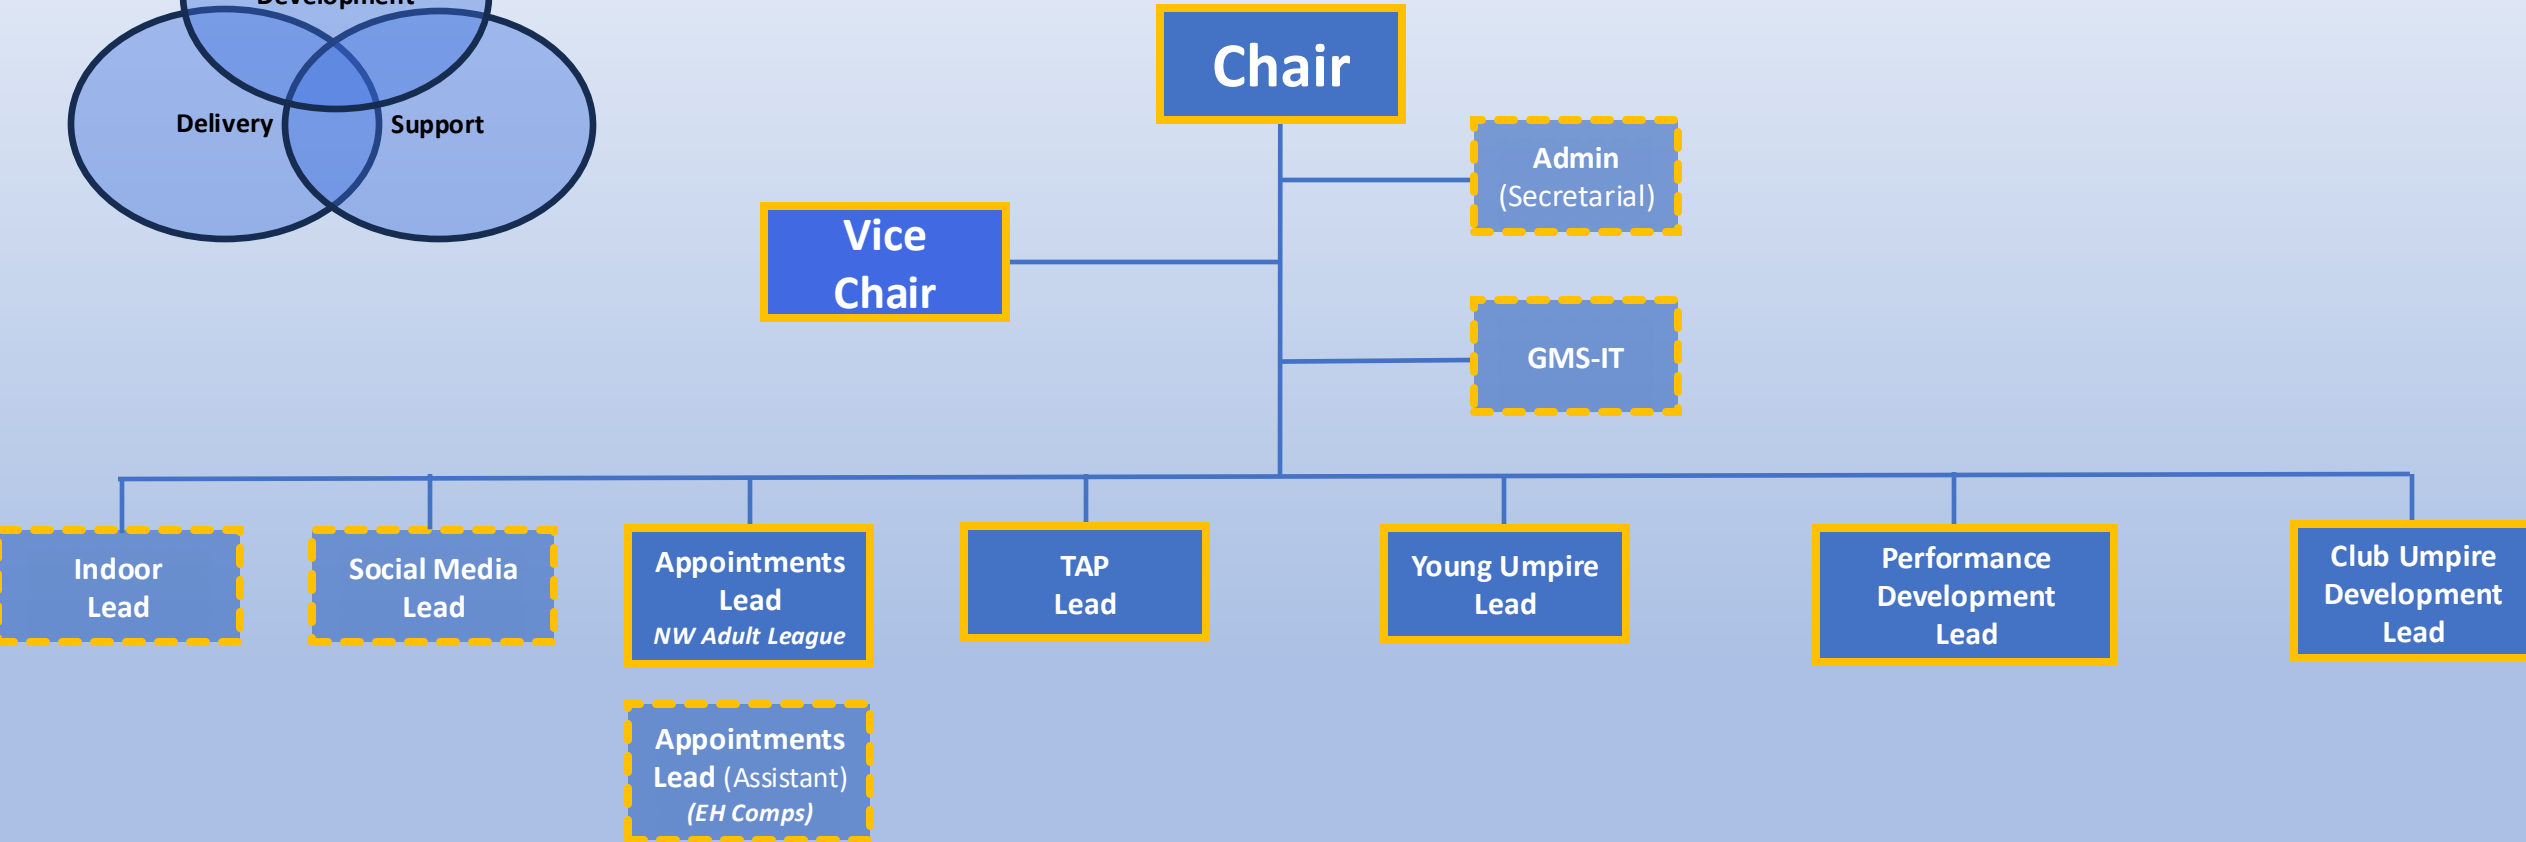 Development
Delivery
Support
Chair
Admin
(Secretarial)
Vice
Chair
GMS-IT
Indoor
Lead
Social Media
Lead
Appointments
Lead
NW Adult League
TAP
Lead
Young Umpire
Lead
Performance
Development
Lead
Club Umpire
Development
Lead
Appointments
Lead (Assistant)
(EH Comps)